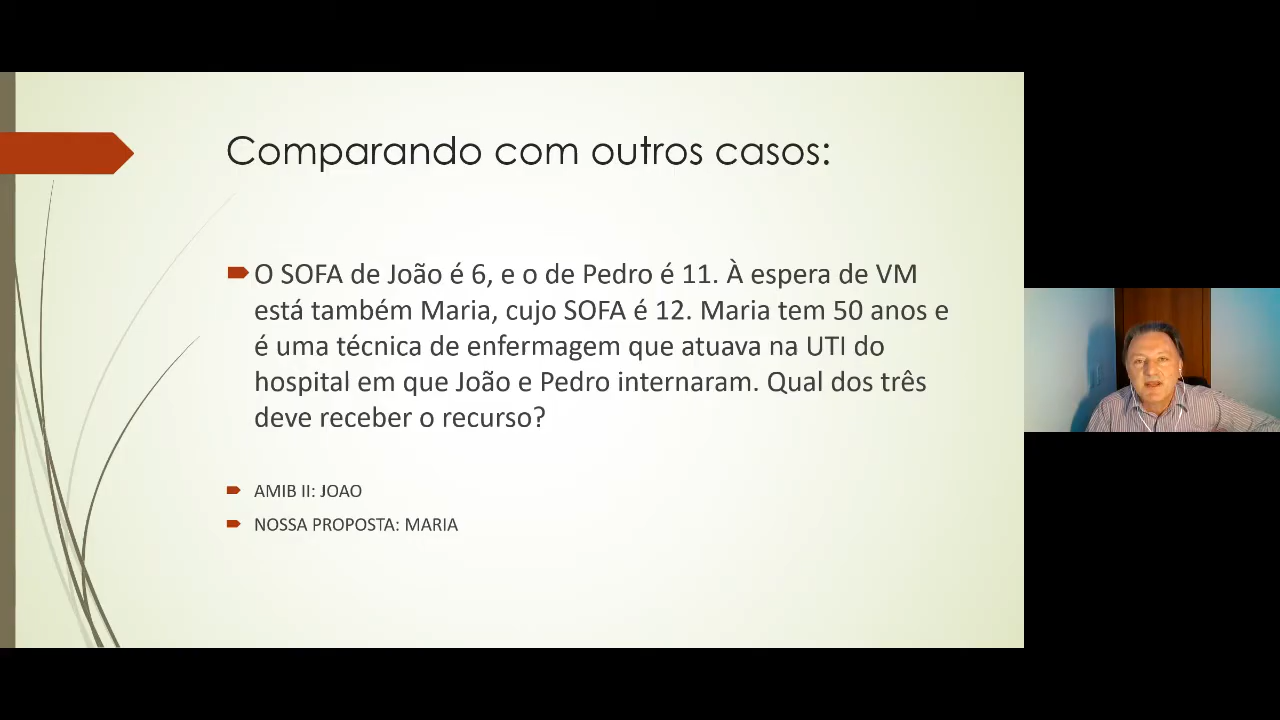 Comparando com outros casos:
O SOFA de João é 6, e o de Pedro é 11. À espera de VM
está também Maria, cujo SOFA é 12. Maria tem 50 anos e
é uma técnica de enfermagem que atuava na UTI do
hospital em que João e Pedro internaram. Qual dos três
deve receber o recurso?
AMIB II: JOAO
NOSSA PROPOSTA: MARIA